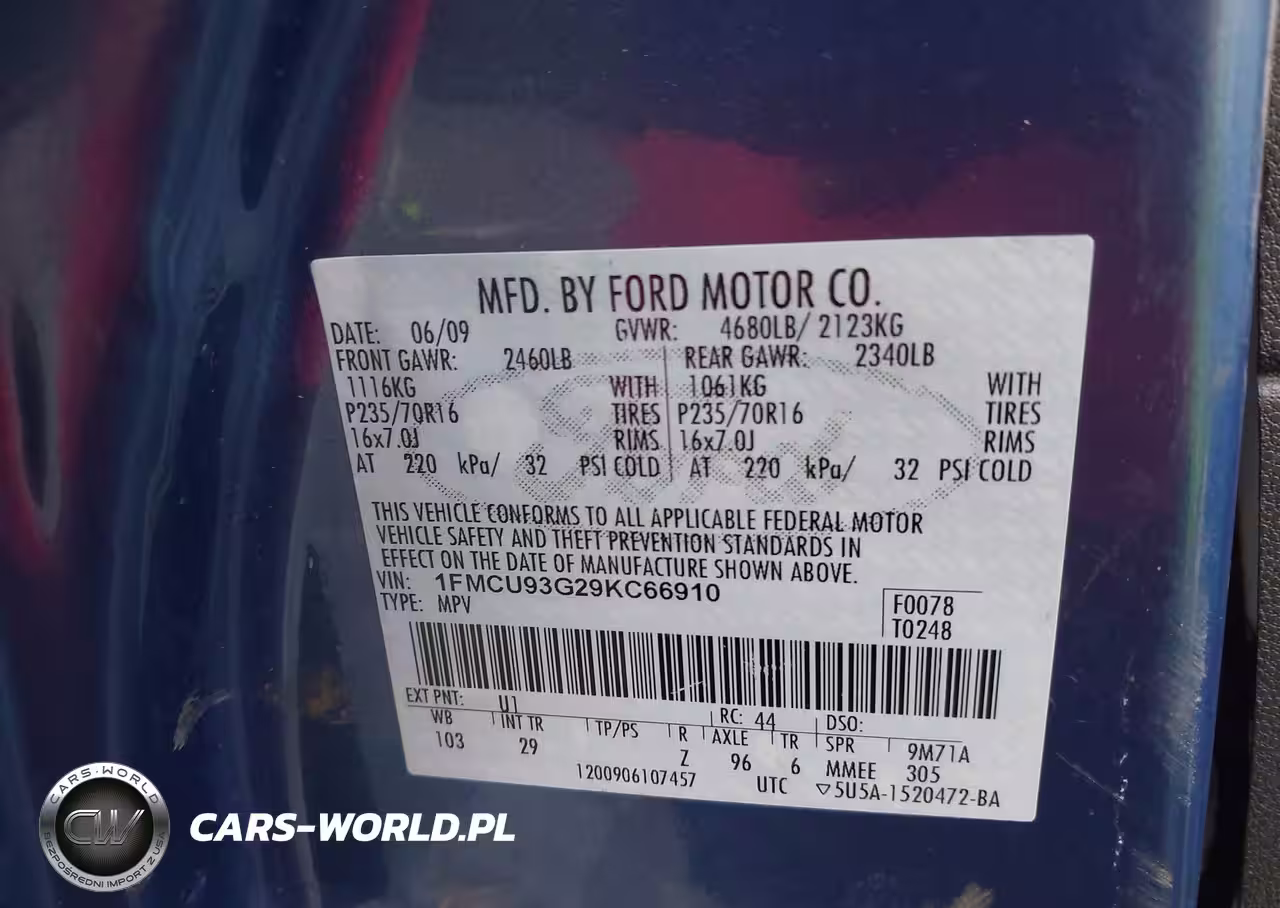 MFD. BY FORD MOTOR CO.
DATE: 06/09 GVWR: 4680LB/ 2123KG
FRONT GAWR: 2460LB REAR GAWR: 2340LB
1116KG WITH 1061KG WITH
P235/70R16 TIRES P235/70R16 TIRES
16x7.0J RIMS 16x7.0J RIMS
AT 220 kPa/ 32 PSI COLD AT 220 kPa/ 32 PSI COLD
THIS VEHICLE CONFORMS TO ALL APPLICABLE FEDERAL MOTOR
VEHICLE SAFETY AND THEFT PREVENTION STANDARDS IN
EFFECT ON THE DATE OF MANUFACTURE SHOWN ABOVE.
VIN: 1FMCU93G29KC66910
TYPE: MPV
F0078
T0248
EXT PNT: U1 RC: 44 DSO:
WB INT TR TP/PS R AXLE TR SPR 9M71A
103 29 Z 96 6 MMEE 305
1200906107457 UTC ▽5U5A-1520472-BA
CARS-WORLD
CW
BEZPOŚREDNI IMPORT Z USA
CARS-WORLD.PL